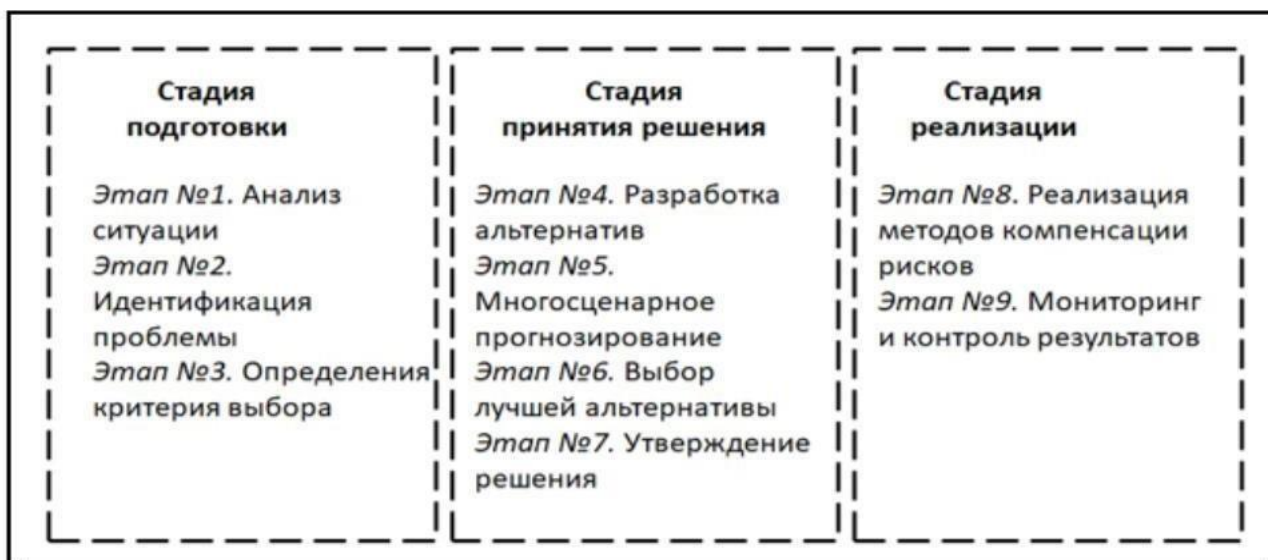 Стадия
подготовки
Этап №1. Анализ
ситуации
Этап №2.
Идентификация
проблемы
Этап №3. Определения
критерия выбора
Стадия
принятия решения
Этап №4. Разработка
альтернатив
Этап №5.
Многосценарное
прогнозирование
Этап №6. Выбор
лучшей альтернативы
Этап №7. Утверждение
решения
Стадия
реализации
Этап №8. Реализация
методов компенсации
рисков
Этап №9. Мониторинг
и контроль результатов